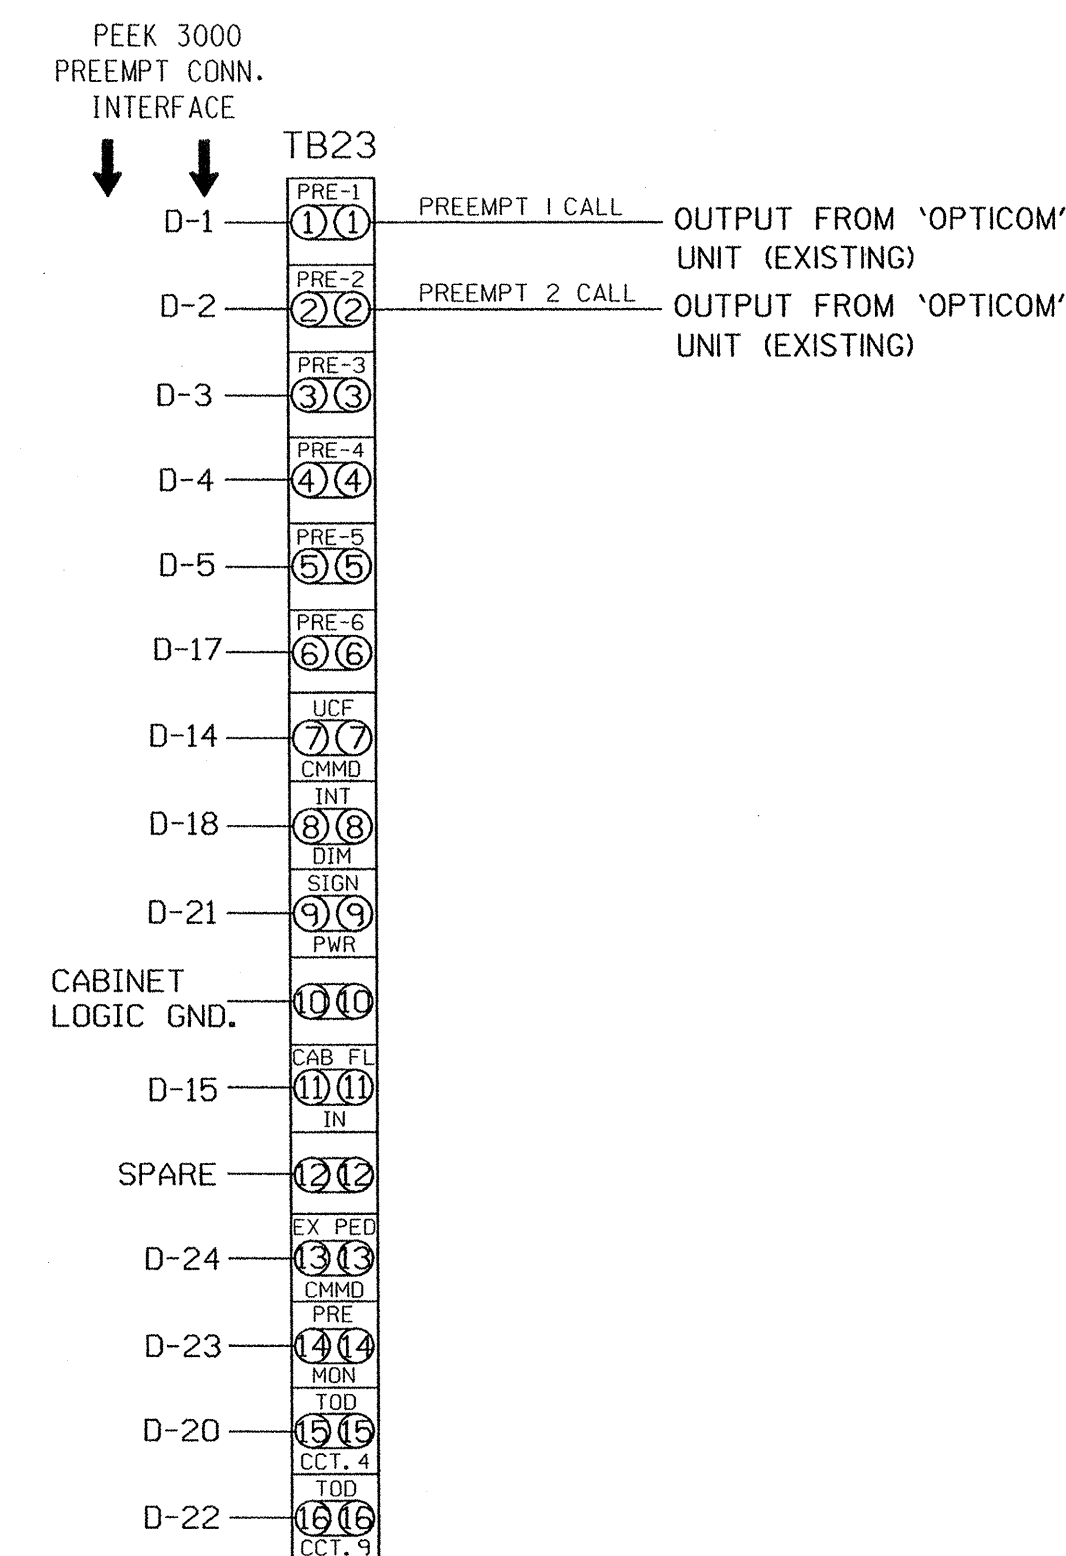 PEEK 3000
PREEMPT CONN.
INTERFACE
TB23
PRE-1
D-1 1 1 PREEMPT 1 CALL OUTPUT FROM 'OPTICOM'
UNIT (EXISTING)
PRE-2
D-2 2 2 PREEMPT 2 CALL OUTPUT FROM 'OPTICOM'
UNIT (EXISTING)
PRE-3
D-3 3 3
PRE-4
D-4 4 4
PRE-5
D-5 5 5
PRE-6
D-17 6 6
UCF
D-14 7 7
CMMD
INT
D-18 8 8
DIM
SIGN
D-21 9 9
PWR
CABINET
LOGIC GND. 10 10
CAB FL
D-15 11 11
IN
SPARE 12 12
EX PED
D-24 13 13
CMMD
PRE
D-23 14 14
MON
TOD
D-20 15 15
CCT. 4
TOD
D-22 16 16
CCT. 9